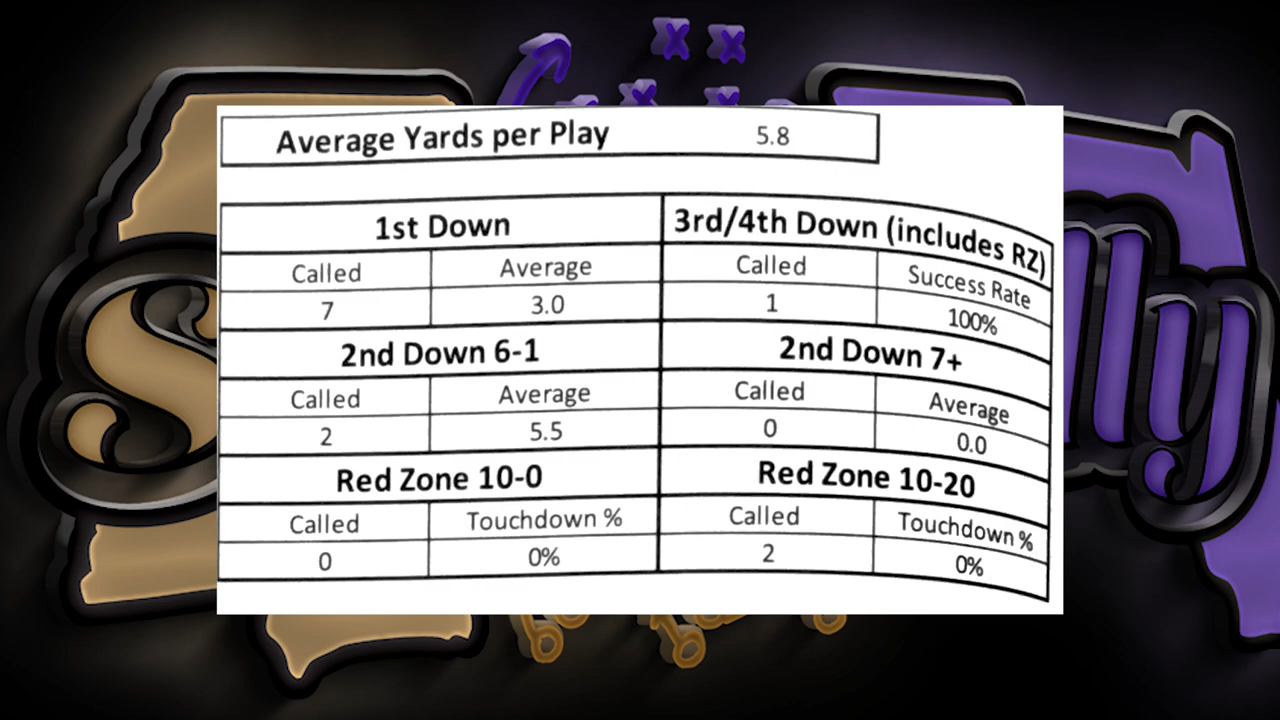 Average Yards per Play 5.8
1st Down 3rd/4th Down (includes RZ)
Called Average Called Success Rate
7 3.0 1 100%
2nd Down 6-1 2nd Down 7+
Called Average Called Average
2 5.5 0 0.0
Red Zone 10-0 Red Zone 10-20
Called Touchdown % Called Touchdown %
0 0% 2 0%